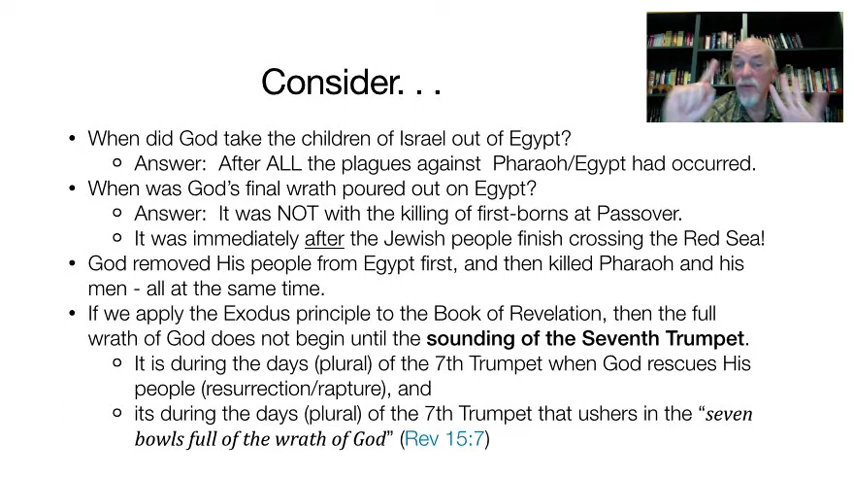 Consider. . .
• When did God take the children of Israel out of Egypt?
o Answer: After ALL the plagues against Pharaoh/Egypt had occurred.
• When was God's final wrath poured out on Egypt?
o Answer: It was NOT with the killing of first-borns at Passover.
o It was immediately after the Jewish people finish crossing the Red Sea!
• God removed His people from Egypt first, and then killed Pharaoh and his
men - all at the same time.
• If we apply the Exodus principle to the Book of Revelation, then the full
wrath of God does not begin until the sounding of the Seventh Trumpet.
o It is during the days (plural) of the 7th Trumpet when God rescues His
people (resurrection/rapture), and
o its during the days (plural) of the 7th Trumpet that ushers in the "seven
bowls full of the wrath of God" (Rev 15:7)